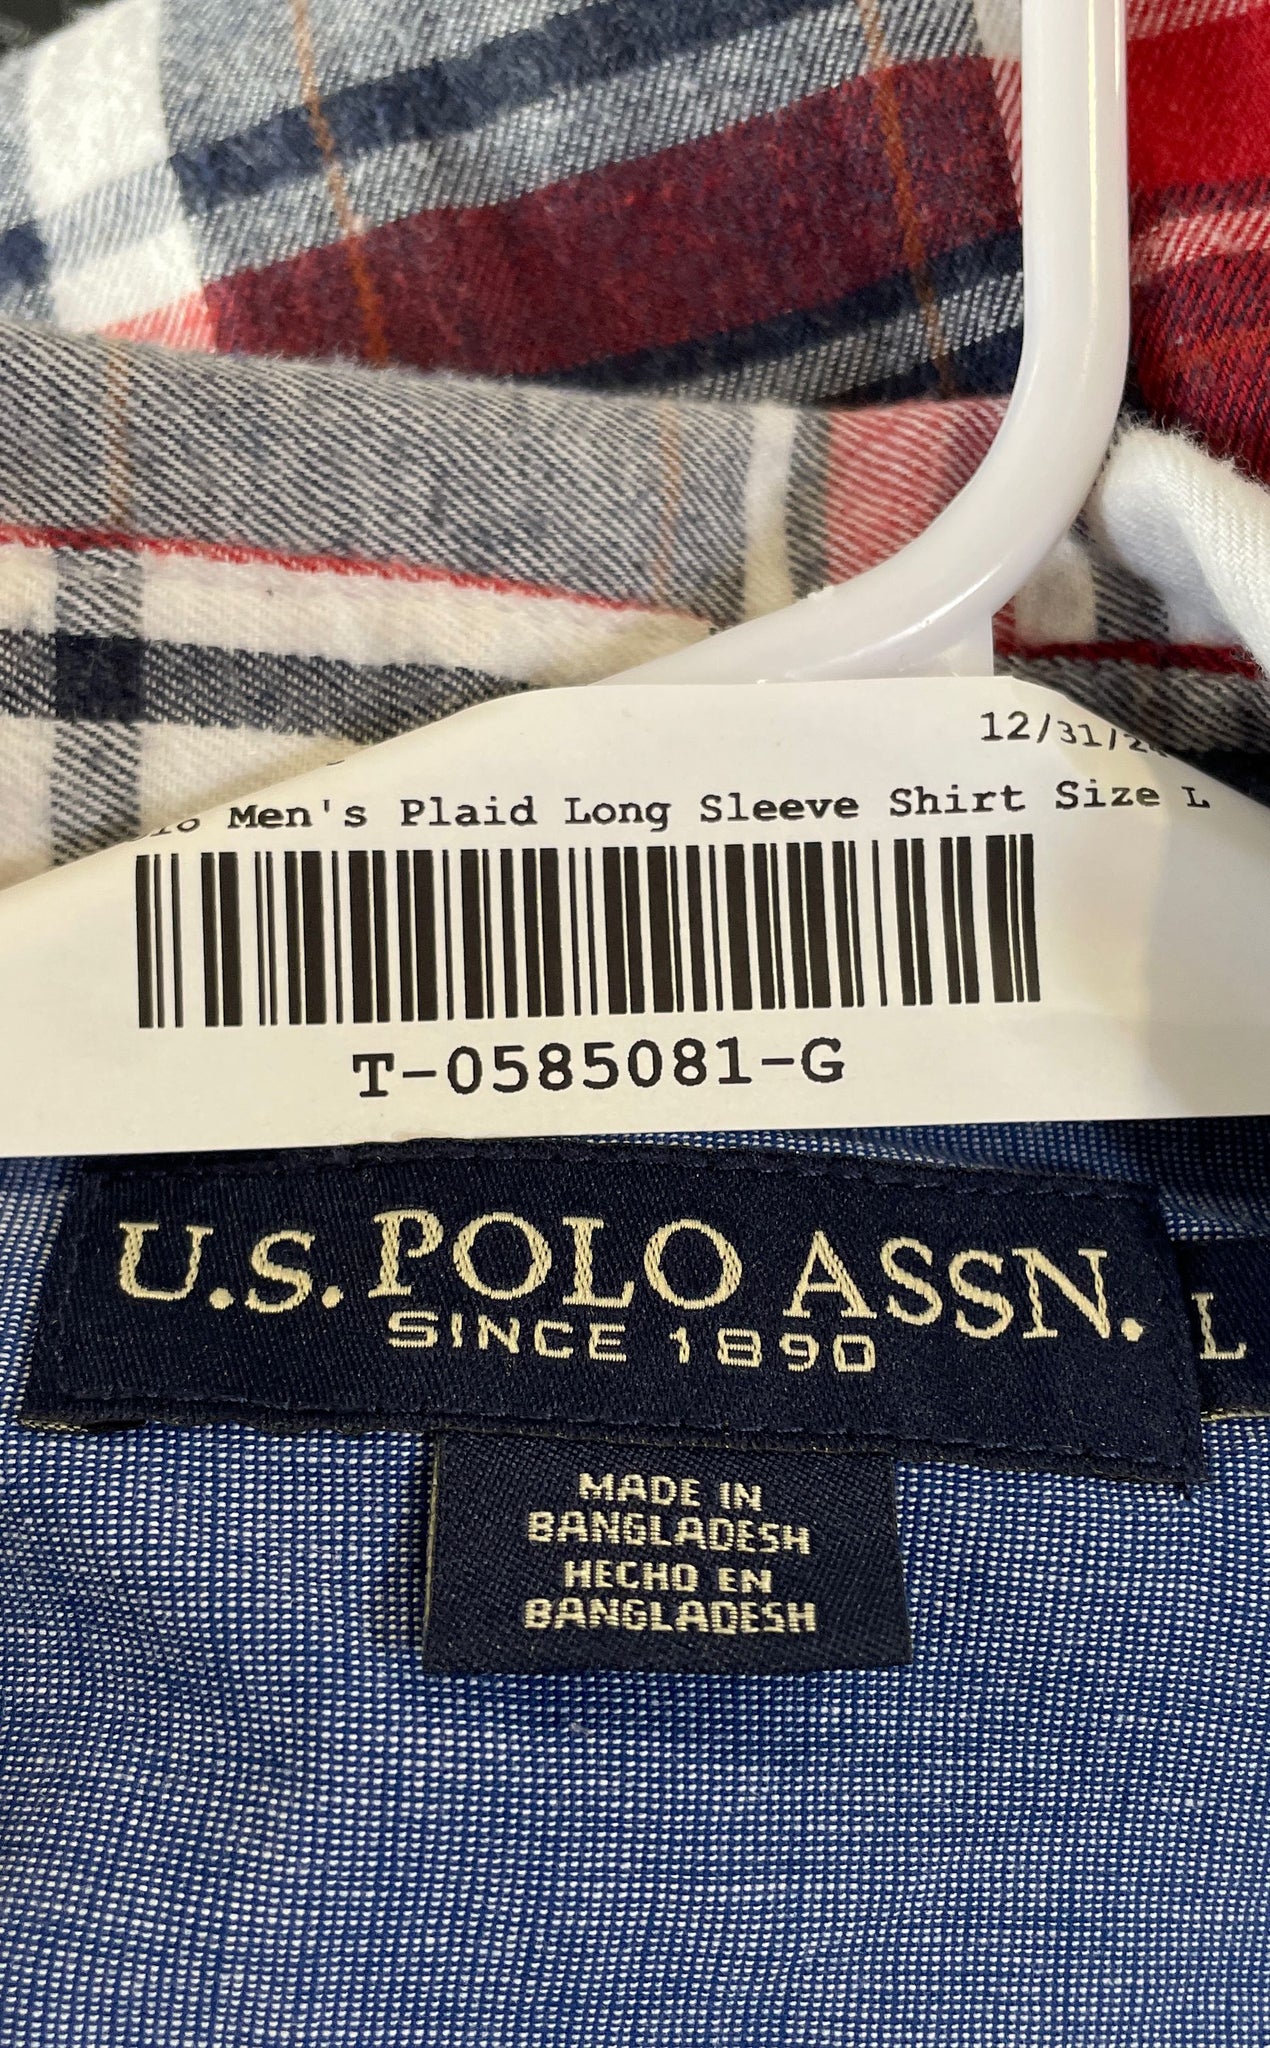 12/31/
Men's Plaid Long Sleeve Shirt Size L
T-0585081-G
U.S. POLO ASSN.
SINCE 1890
L
MADE IN
BANGLADESH
HECHO EN
BANGLADESH